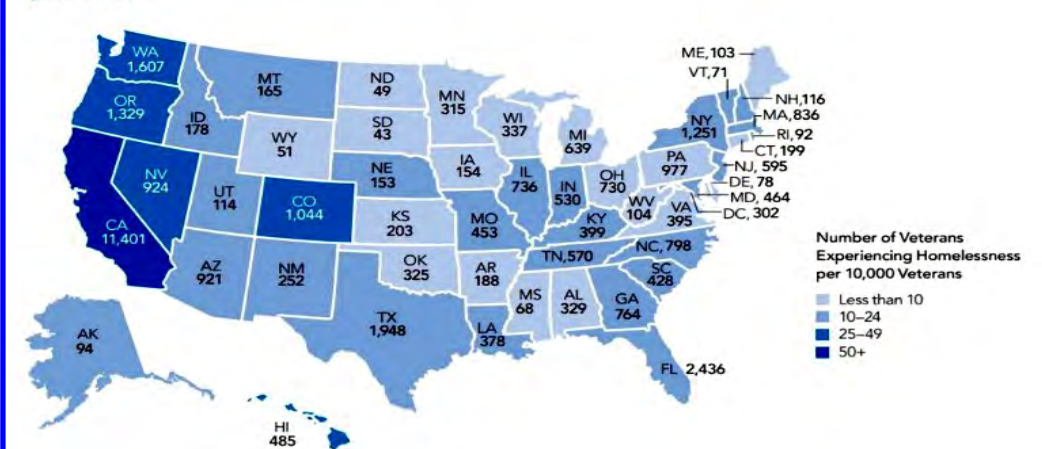 WA
1,607
OR
1,329
CA
11,401
NV
924
ID
178
MT
165
WY
51
UT
114
CO
1,044
AZ
921
NM
252
ND
49
SD
43
NE
153
KS
203
OK
325
TX
1,948
MN
315
IA
154
MO
453
AR
188
LA
378
WI
337
IL
736
MI
639
IN
530
OH
730
KY
399
TN,570
MS
68
AL
329
GA
764
FL 2,436
SC
428
NC, 798
VA
395
WV
104
PA
977
NY
1,251
ME,103
VT,71
NH,116
MA,836
RI,92
CT,199
NJ, 595
DE, 78
MD, 464
DC, 302
AK
94
HI
485
Number of Veterans
Experiencing Homelessness
per 10,000 Veterans
Less than 10
10–24
25–49
50+